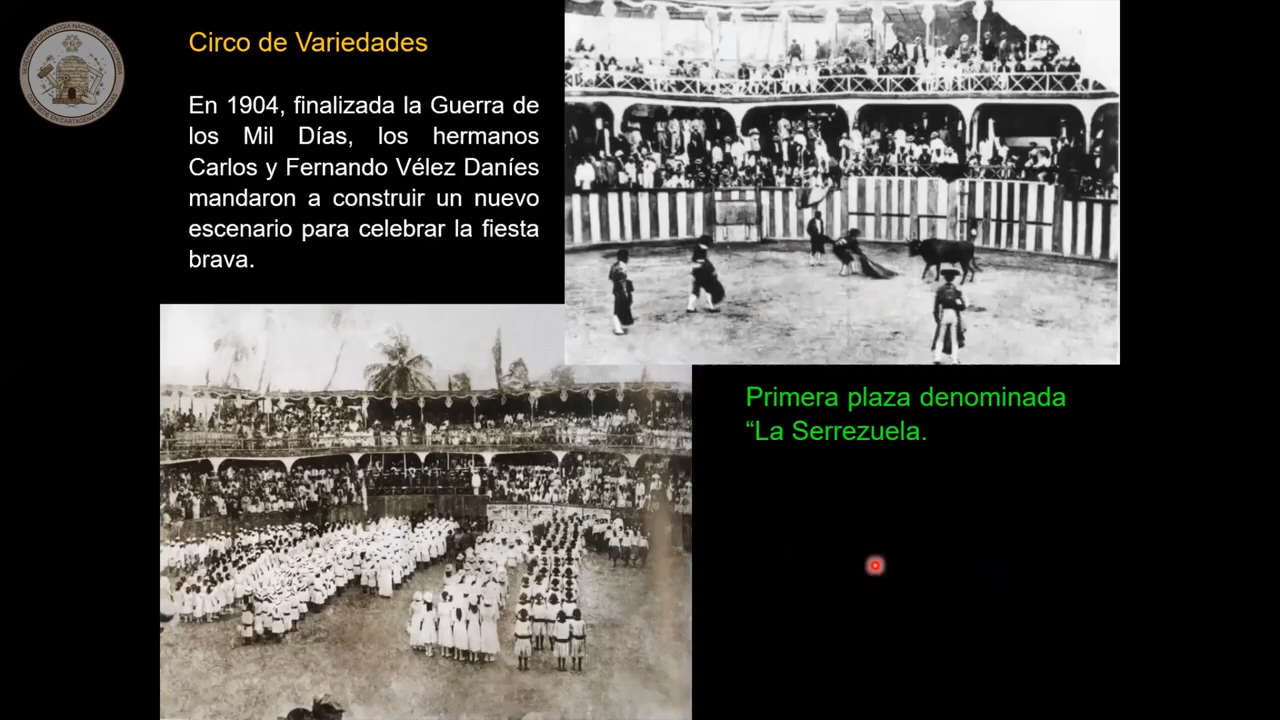 Circo de Variedades
En 1904, finalizada la Guerra de
los Mil Días, los hermanos
Carlos y Fernando Vélez Daníes
mandaron a construir un nuevo
escenario para celebrar la fiesta
brava.
Primera plaza denominada
“La Serrezuela.